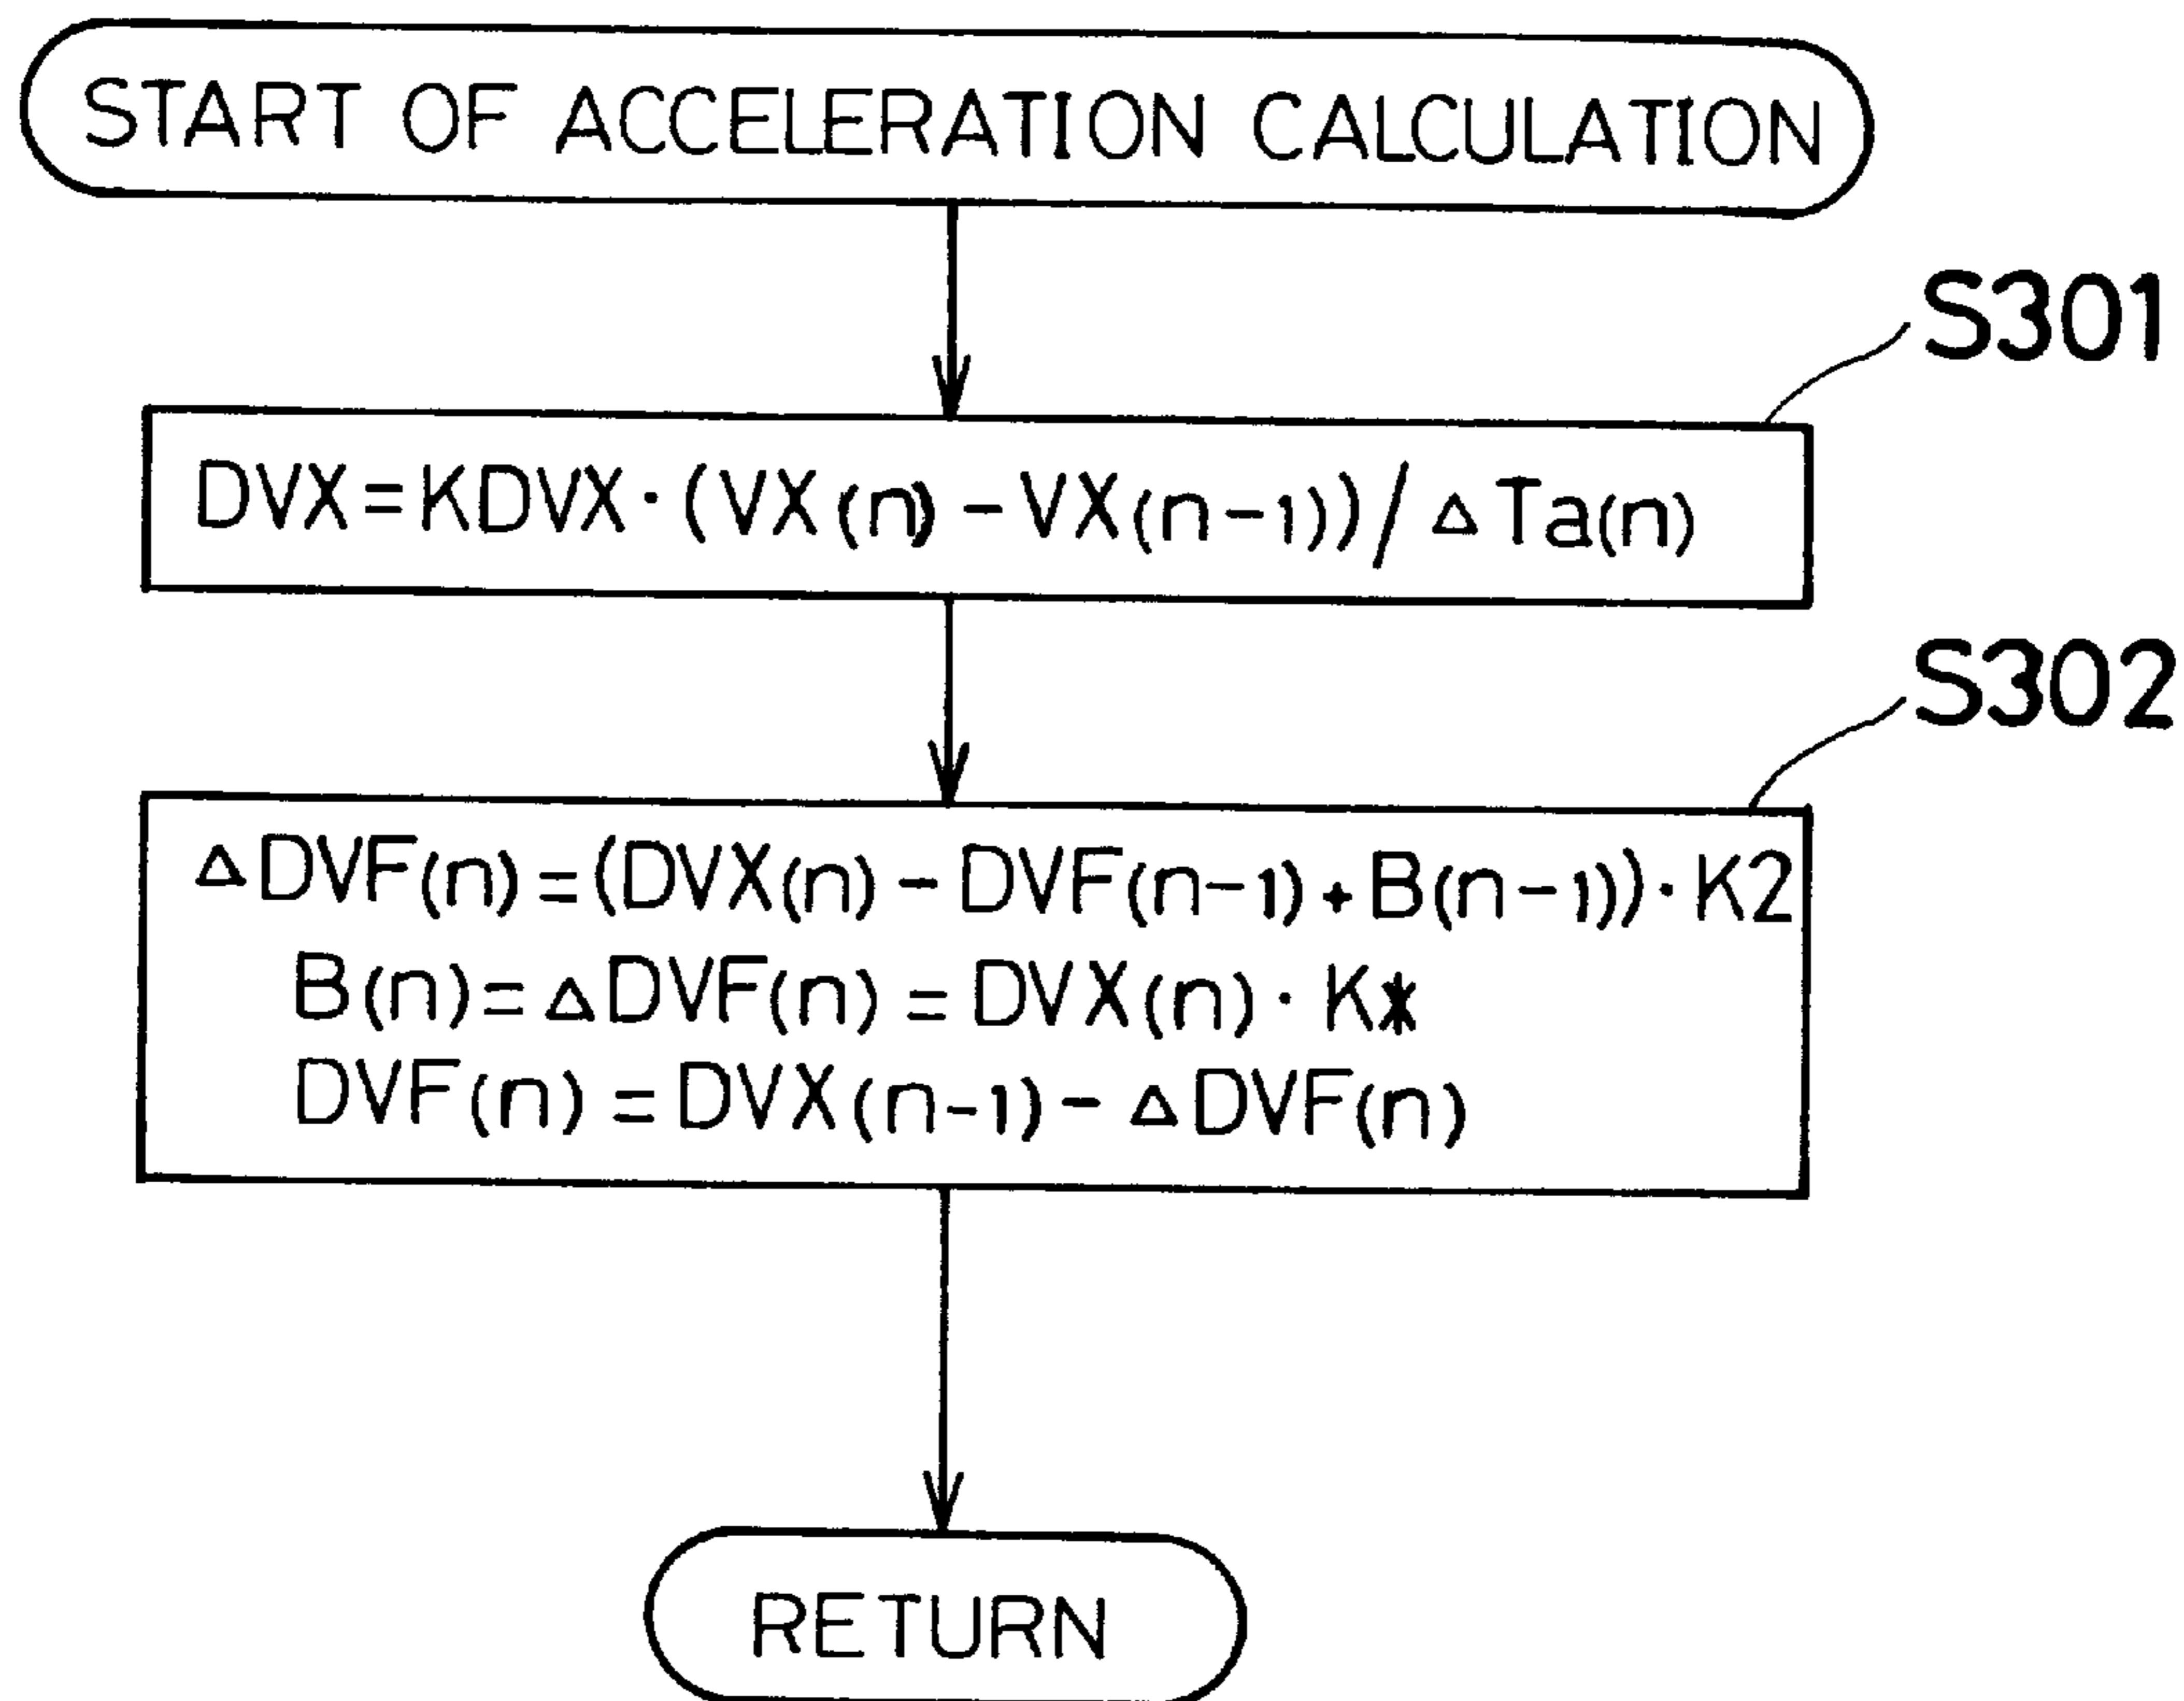 START OF ACCELERATION CALCULATION
S301
DVX=KDVX·(VX(n)-VX(n-1))/ΔTa(n)
S302
ΔDVF(n)=(DVX(n)-DVF(n-1)+B(n-1))·K2
B(n)=ΔDVF(n)=DVX(n)·K*
DVF(n)=DVX(n-1)-ΔDVF(n)
RETURN